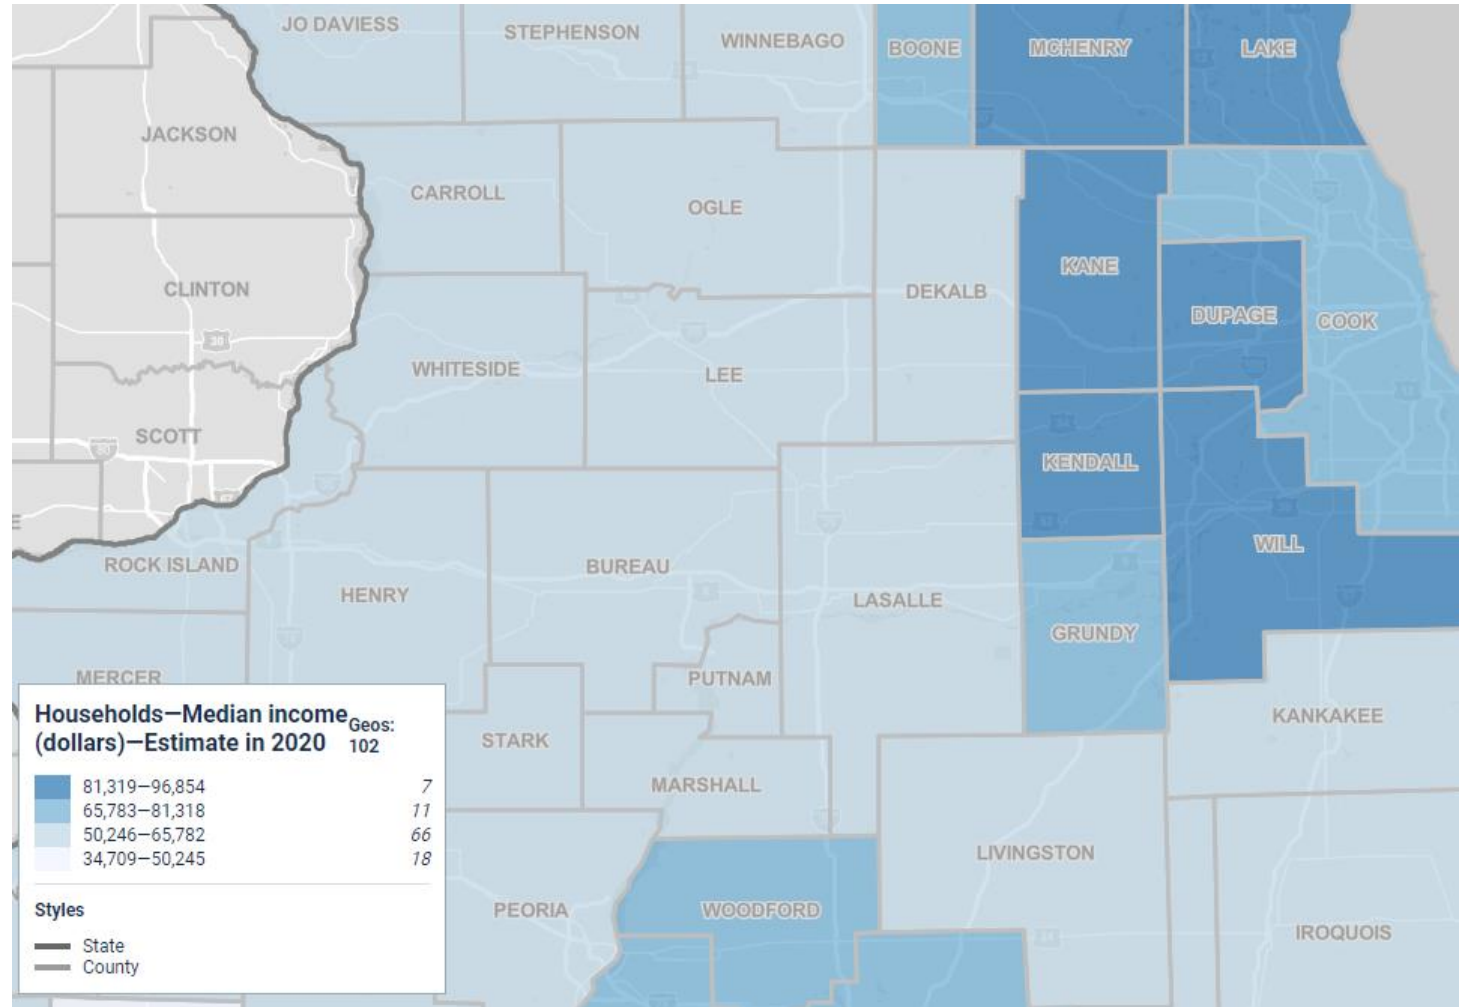 JO DAVIESS
STEPHENSON
WINNEBAGO
BOONE
MCHENRY
LAKE
JACKSON
CARROLL
OGLE
KANE
CLINTON
DEKALB
DUPAGE
COOK
30
WHITESIDE
LEE
SCOTT
80
KENDALL
WILL
ROCK ISLAND
HENRY
BUREAU
LASALLE
GRUNDY
MERCER
PUTNAM
KANKAKEE
STARK
MARSHALL
LIVINGSTON
PEORIA
WOODFORD
IROQUOIS
Households—Median income
(dollars)—Estimate in 2020
Geos:
102
81,319—96,854 7
65,783—81,318 11
50,246—65,782 66
34,709—50,245 18
Styles
State
County